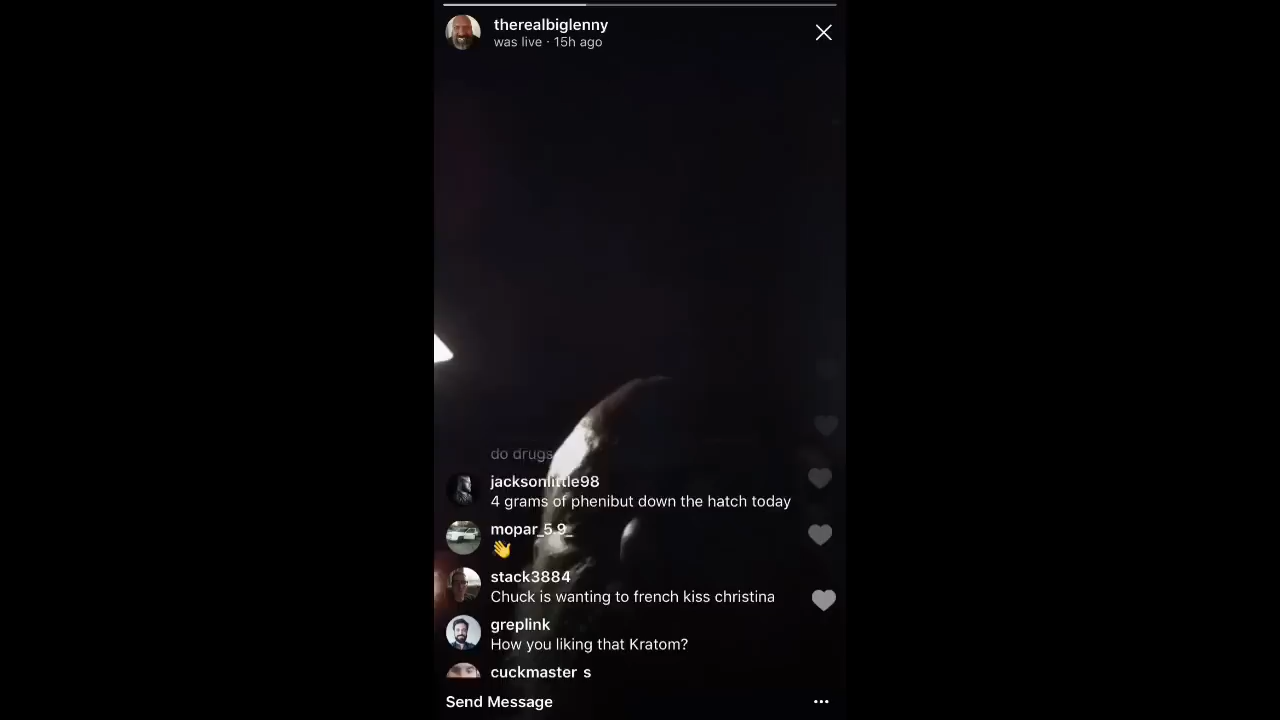 therealbiglenny
was live · 15h ago
do drugs
jacksonlittle98
4 grams of phenibut down the hatch today
mopar_5.9_
👋
stack3884
Chuck is wanting to french kiss christina
greplink
How you liking that Kratom?
cuckmaster_s
Send Message